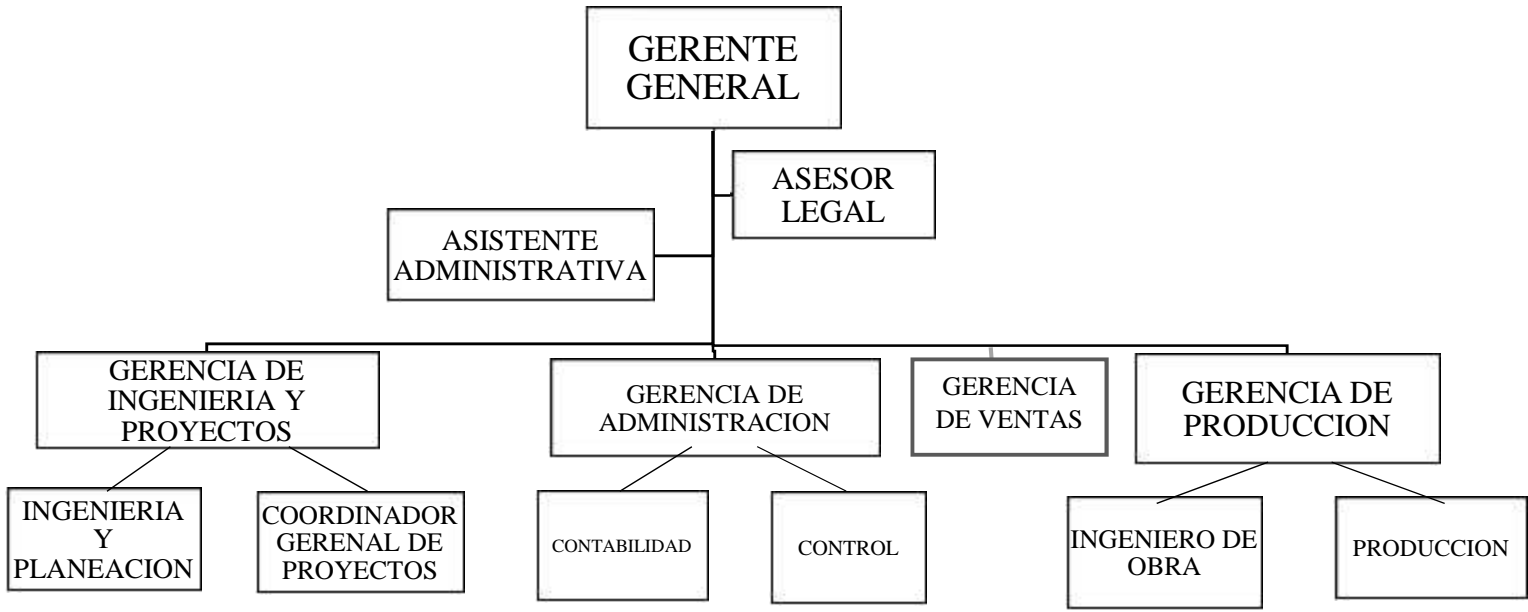 GERENTE
GENERAL
ASESOR
LEGAL
ASISTENTE
ADMINISTRATIVA
GERENCIA DE
INGENIERIA Y
PROYECTOS
GERENCIA DE
ADMINISTRACION
GERENCIA
DE VENTAS
GERENCIA DE
PRODUCCION
INGENIERIA
Y
PLANEACION
COORDINADOR
GERENAL DE
PROYECTOS
CONTABILIDAD
CONTROL
INGENIERO DE
OBRA
PRODUCCION